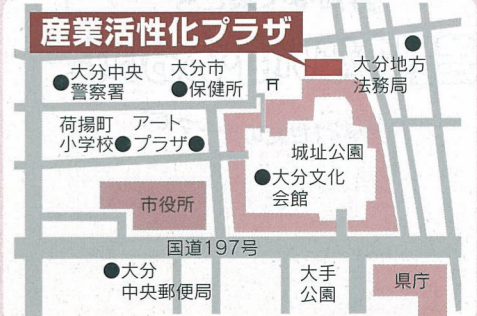 産業活性化プラザ
大分中央
警察署
大分市
保健所
大分地方
法務局
荷揚町
小学校
アート
プラザ
城址公園
大分文化
会館
市役所
国道197号
大分
中央郵便局
大手
公園
県庁